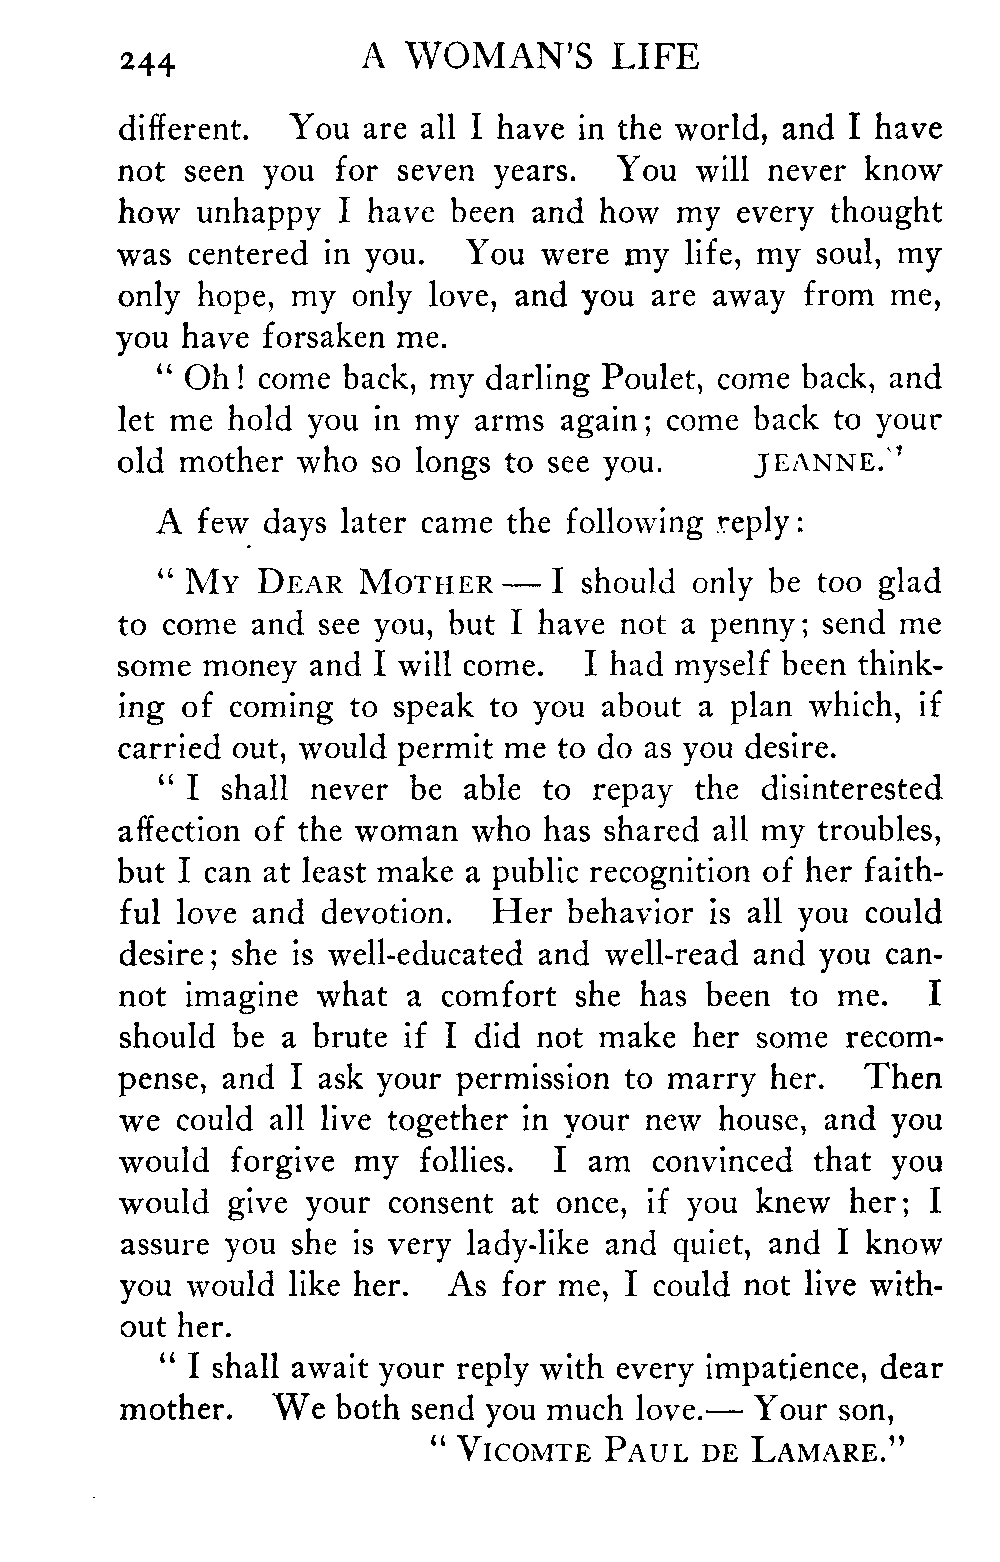 244 A WOMAN'S LIFE
different. You are all I have in the world, and I have
not seen you for seven years. You will never know
how unhappy I have been and how my every thought
was centered in you. You were my life, my soul, my
only hope, my only love, and you are away from me,
you have forsaken me.
“ Oh! come back, my darling Poulet, come back, and
let me hold you in my arms again; come back to your
old mother who so longs to see you. JEANNE.”
A few days later came the following reply:
“ MY DEAR MOTHER — I should only be too glad
to come and see you, but I have not a penny; send me
some money and I will come. I had myself been think-
ing of coming to speak to you about a plan which, if
carried out, would permit me to do as you desire.
“ I shall never be able to repay the disinterested
affection of the woman who has shared all my troubles,
but I can at least make a public recognition of her faith-
ful love and devotion. Her behavior is all you could
desire; she is well-educated and well-read and you can-
not imagine what a comfort she has been to me. I
should be a brute if I did not make her some recom-
pense, and I ask your permission to marry her. Then
we could all live together in your new house, and you
would forgive my follies. I am convinced that you
would give your consent at once, if you knew her; I
assure you she is very lady-like and quiet, and I know
you would like her. As for me, I could not live with-
out her.
“ I shall await your reply with every impatience, dear
mother. We both send you much love.— Your son,
“ VICOMTE PAUL DE LAMARE.”